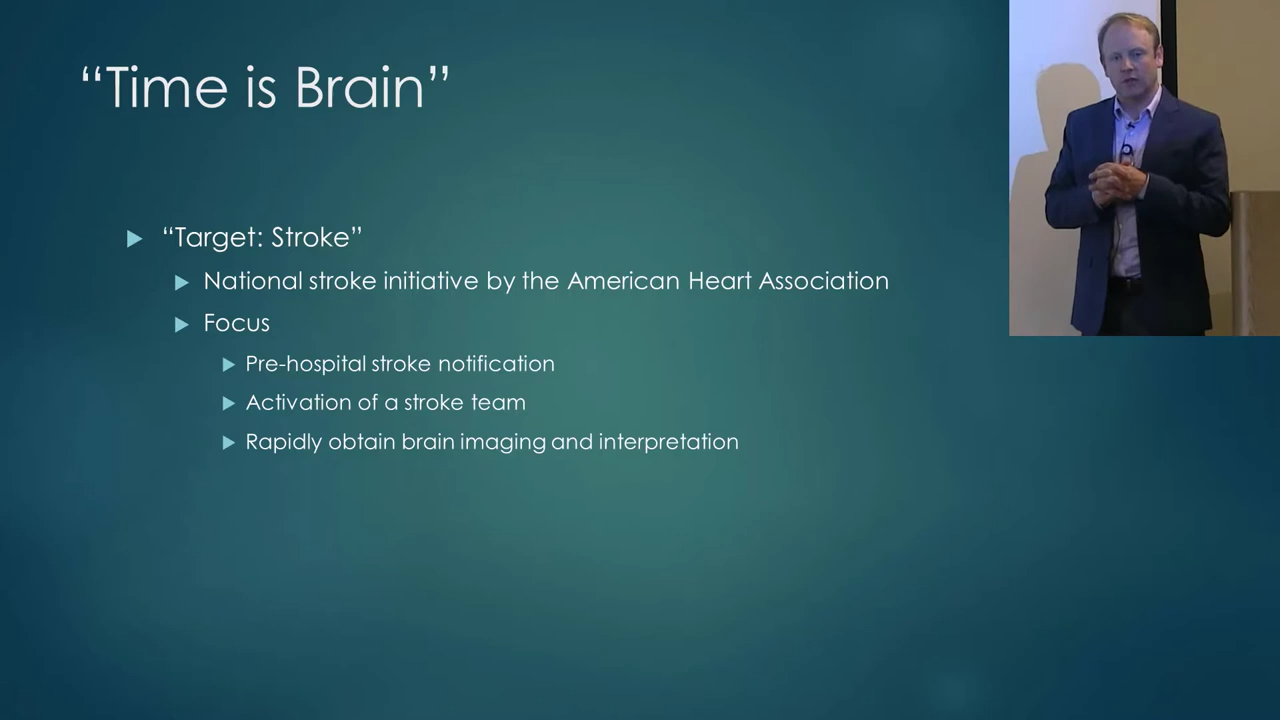 “Time is Brain”
“Target: Stroke”
National stroke initiative by the American Heart Association
Focus
Pre-hospital stroke notification
Activation of a stroke team
Rapidly obtain brain imaging and interpretation